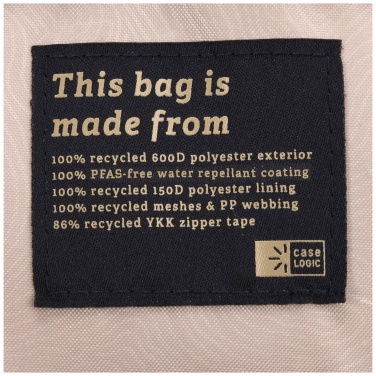 This bag is
made from
100% recycled 600D polyester exterior
100% PFAS-free water repellant coating
100% recycled 150D polyester lining
100% recycled meshes & PP webbing
86% recycled YKK zipper tape
case
LOGIC